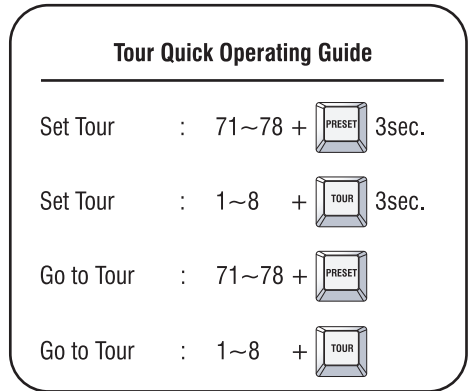 Tour Quick Operating Guide
Set Tour : 71~78 + PRESET 3sec.
Set Tour : 1~8 + TOUR 3sec.
Go to Tour : 71~78 + PRESET
Go to Tour : 1~8 + TOUR